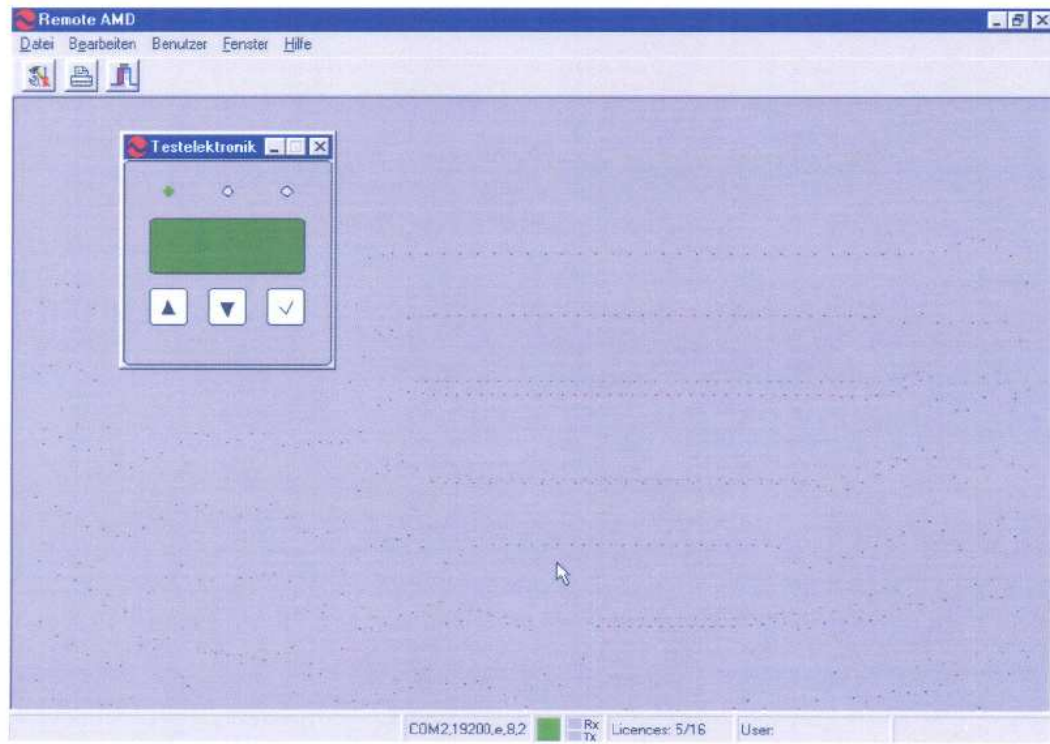 Remote AMD
Datei Bearbeiten Benutzer Fenster Hilfe
Testelektronik
COM2,19200,e,8,2 Rx Tx Licences: 5/16 User: